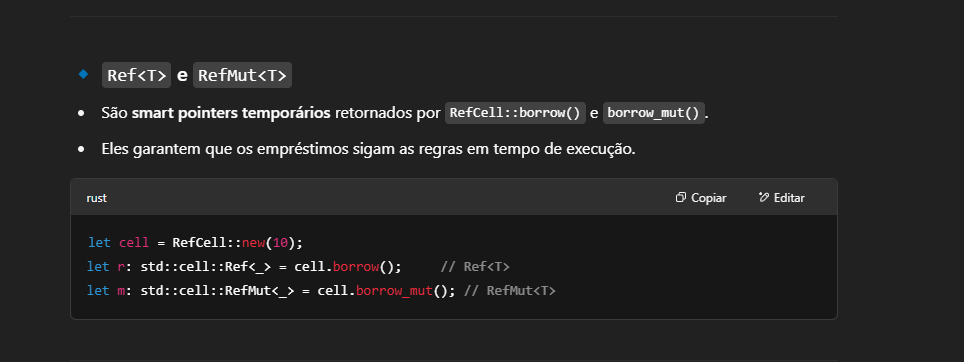 Ref<T> e RefMut<T>
São smart pointers temporários retornados por RefCell::borrow() e borrow_mut().
Eles garantem que os empréstimos sigam as regras em tempo de execução.
rust Copiar Editar
let cell = RefCell::new(10);
let r: std::cell::Ref<_> = cell.borrow();     // Ref<T>
let m: std::cell::RefMut<_> = cell.borrow_mut(); // RefMut<T>